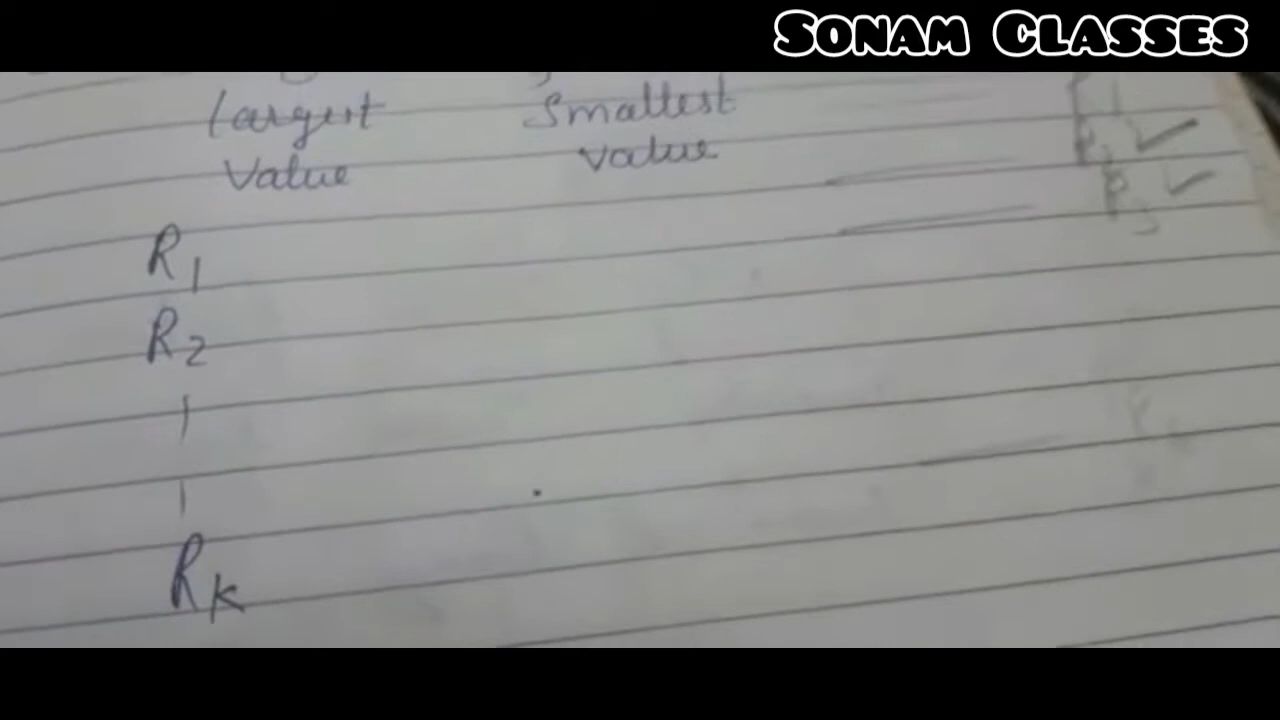 SONAM CLASSES
largest Smallest
Value value
R1
R2
|
|
RK